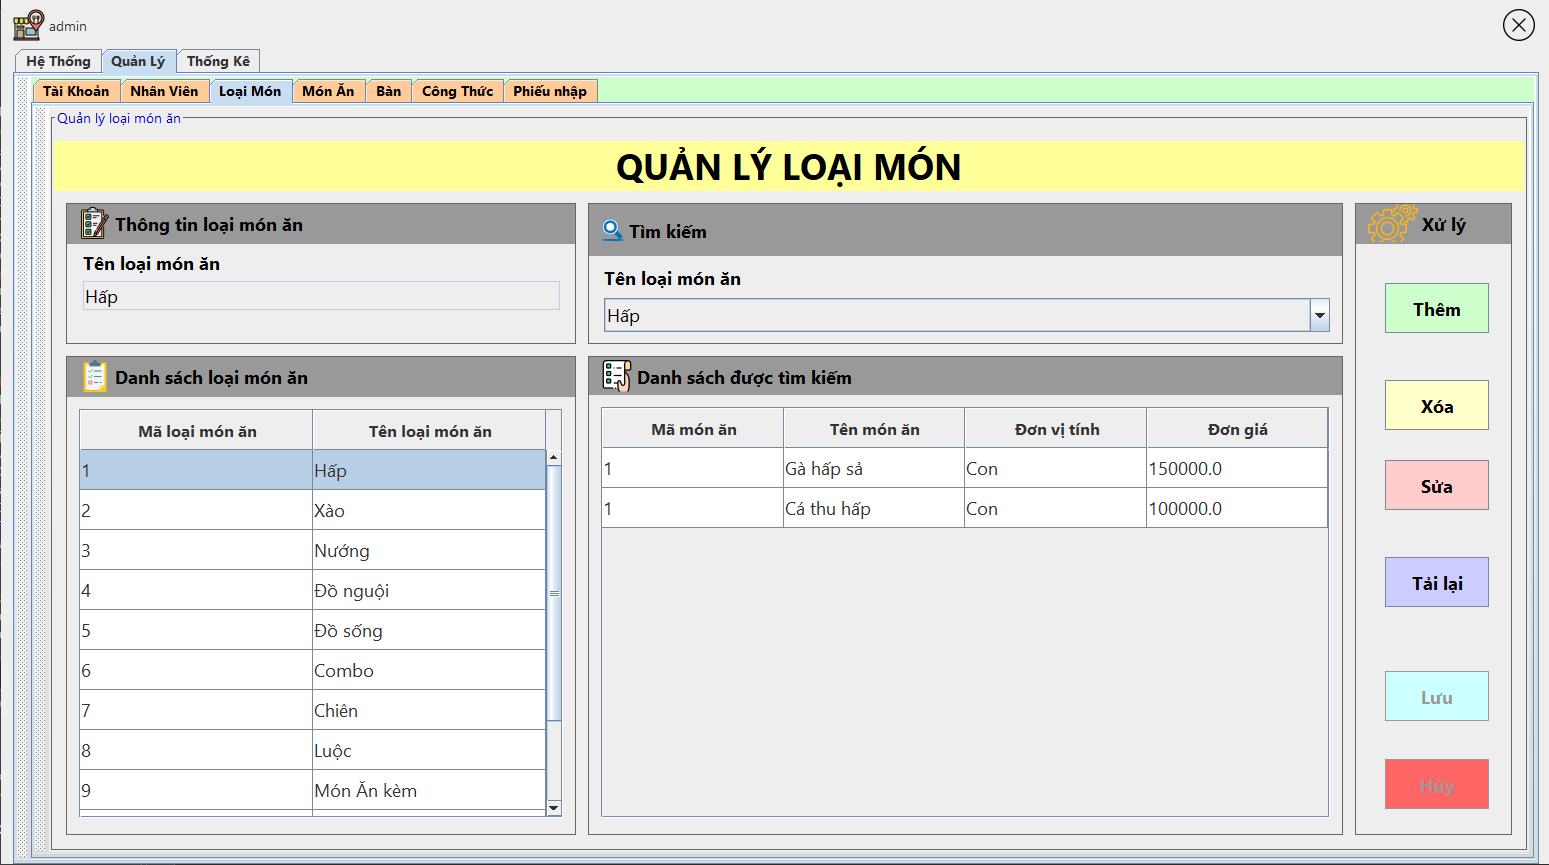 admin
Hệ Thống Quản Lý Thống Kê
Tài Khoản Nhân Viên Loại Món Món Ăn Bàn Công Thức Phiếu nhập
Quản lý loại món ăn
QUẢN LÝ LOẠI MÓN
Thông tin loại món ăn
Tên loại món ăn
Hấp
Tìm kiếm
Tên loại món ăn
Hấp
Danh sách loại món ăn
Mã loại món ăn Tên loại món ăn
1 Hấp
2 Xào
3 Nướng
4 Đồ nguội
5 Đồ sống
6 Combo
7 Chiên
8 Luộc
9 Món Ăn kèm
Danh sách được tìm kiếm
Mã món ăn Tên món ăn Đơn vị tính Đơn giá
1 Gà hấp sả Con 150000.0
1 Cá thu hấp Con 100000.0
Xử lý
Thêm
Xóa
Sửa
Tải lại
Lưu
Hủy